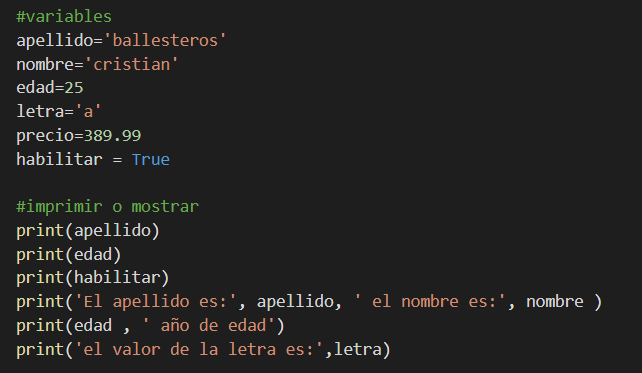 #variables
apellido='ballesteros'
nombre='cristian'
edad=25
letra='a'
precio=389.99
habilitar = True
#imprimir o mostrar
print(apellido)
print(edad)
print(habilitar)
print('El apellido es:', apellido, ' el nombre es:', nombre )
print(edad , ' año de edad')
print('el valor de la letra es:',letra)